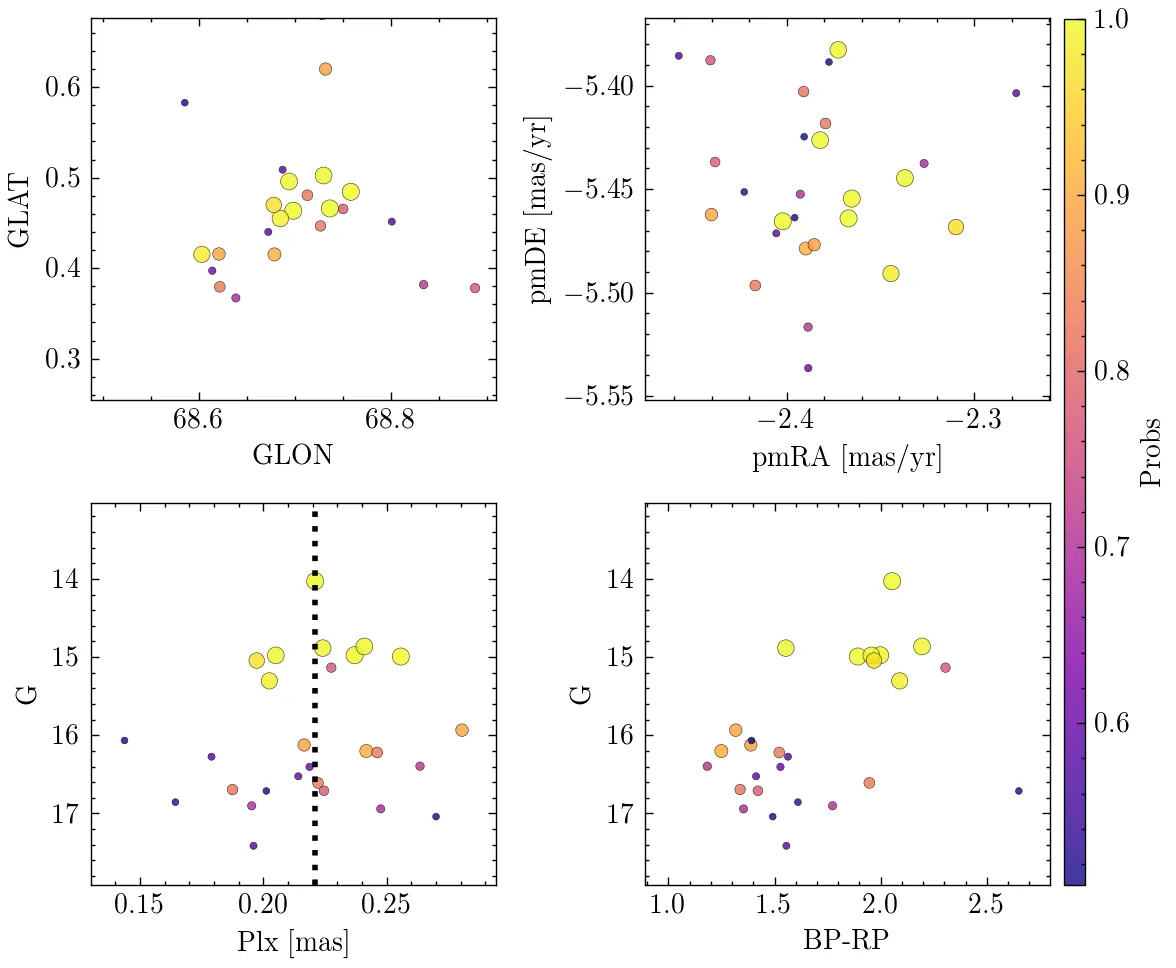 0.6
0.5
0.4
0.3
GLAT
68.6 68.8
GLON
−5.40
−5.45
−5.50
−5.55
pmDE [mas/yr]
−2.4 −2.3
pmRA [mas/yr]
14
15
16
17
G
0.15 0.20 0.25
Plx [mas]
14
15
16
17
G
1.0 1.5 2.0 2.5
BP-RP
1.0
0.9
0.8
0.7
0.6
Probs